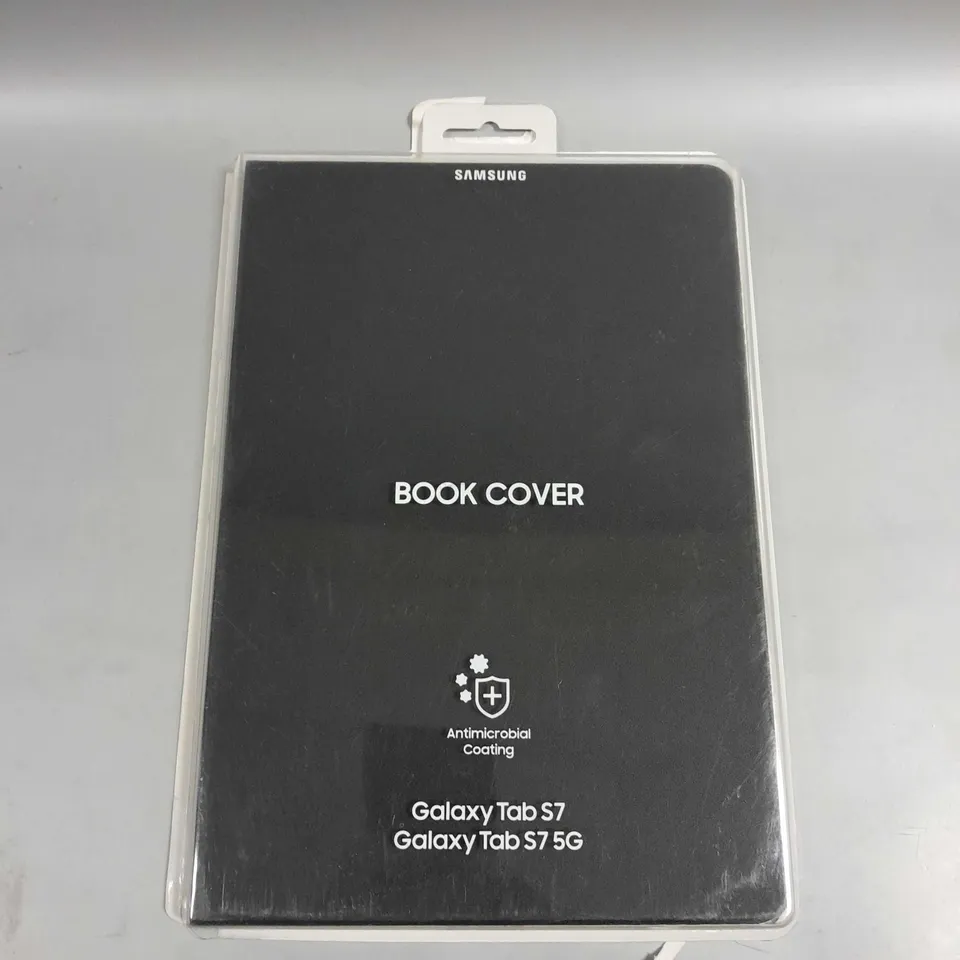 SAMSUNG
BOOK COVER
Antimicrobial
Coating
Galaxy Tab S7
Galaxy Tab S7 5G